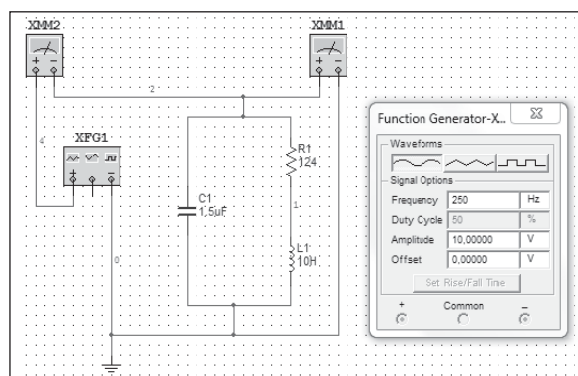 XMM2
XMM1
+ −
+ −
2
4
XFG1
+ −
R1
124
C1
1,5uF
1
L1
10H
0
Function Generator-X...
Waveforms
Signal Options
Frequency 250 Hz
Duty Cycle 50 %
Amplitude 10,00000 V
Offset 0,00000 V
Set Rise/Fall Time
+ Common −